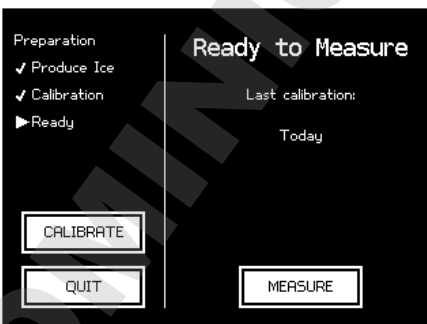 Preparation
✓ Produce Ice
✓ Calibration
▶Ready
CALIBRATE
QUIT
Ready to Measure
Last calibration:
Today
MEASURE